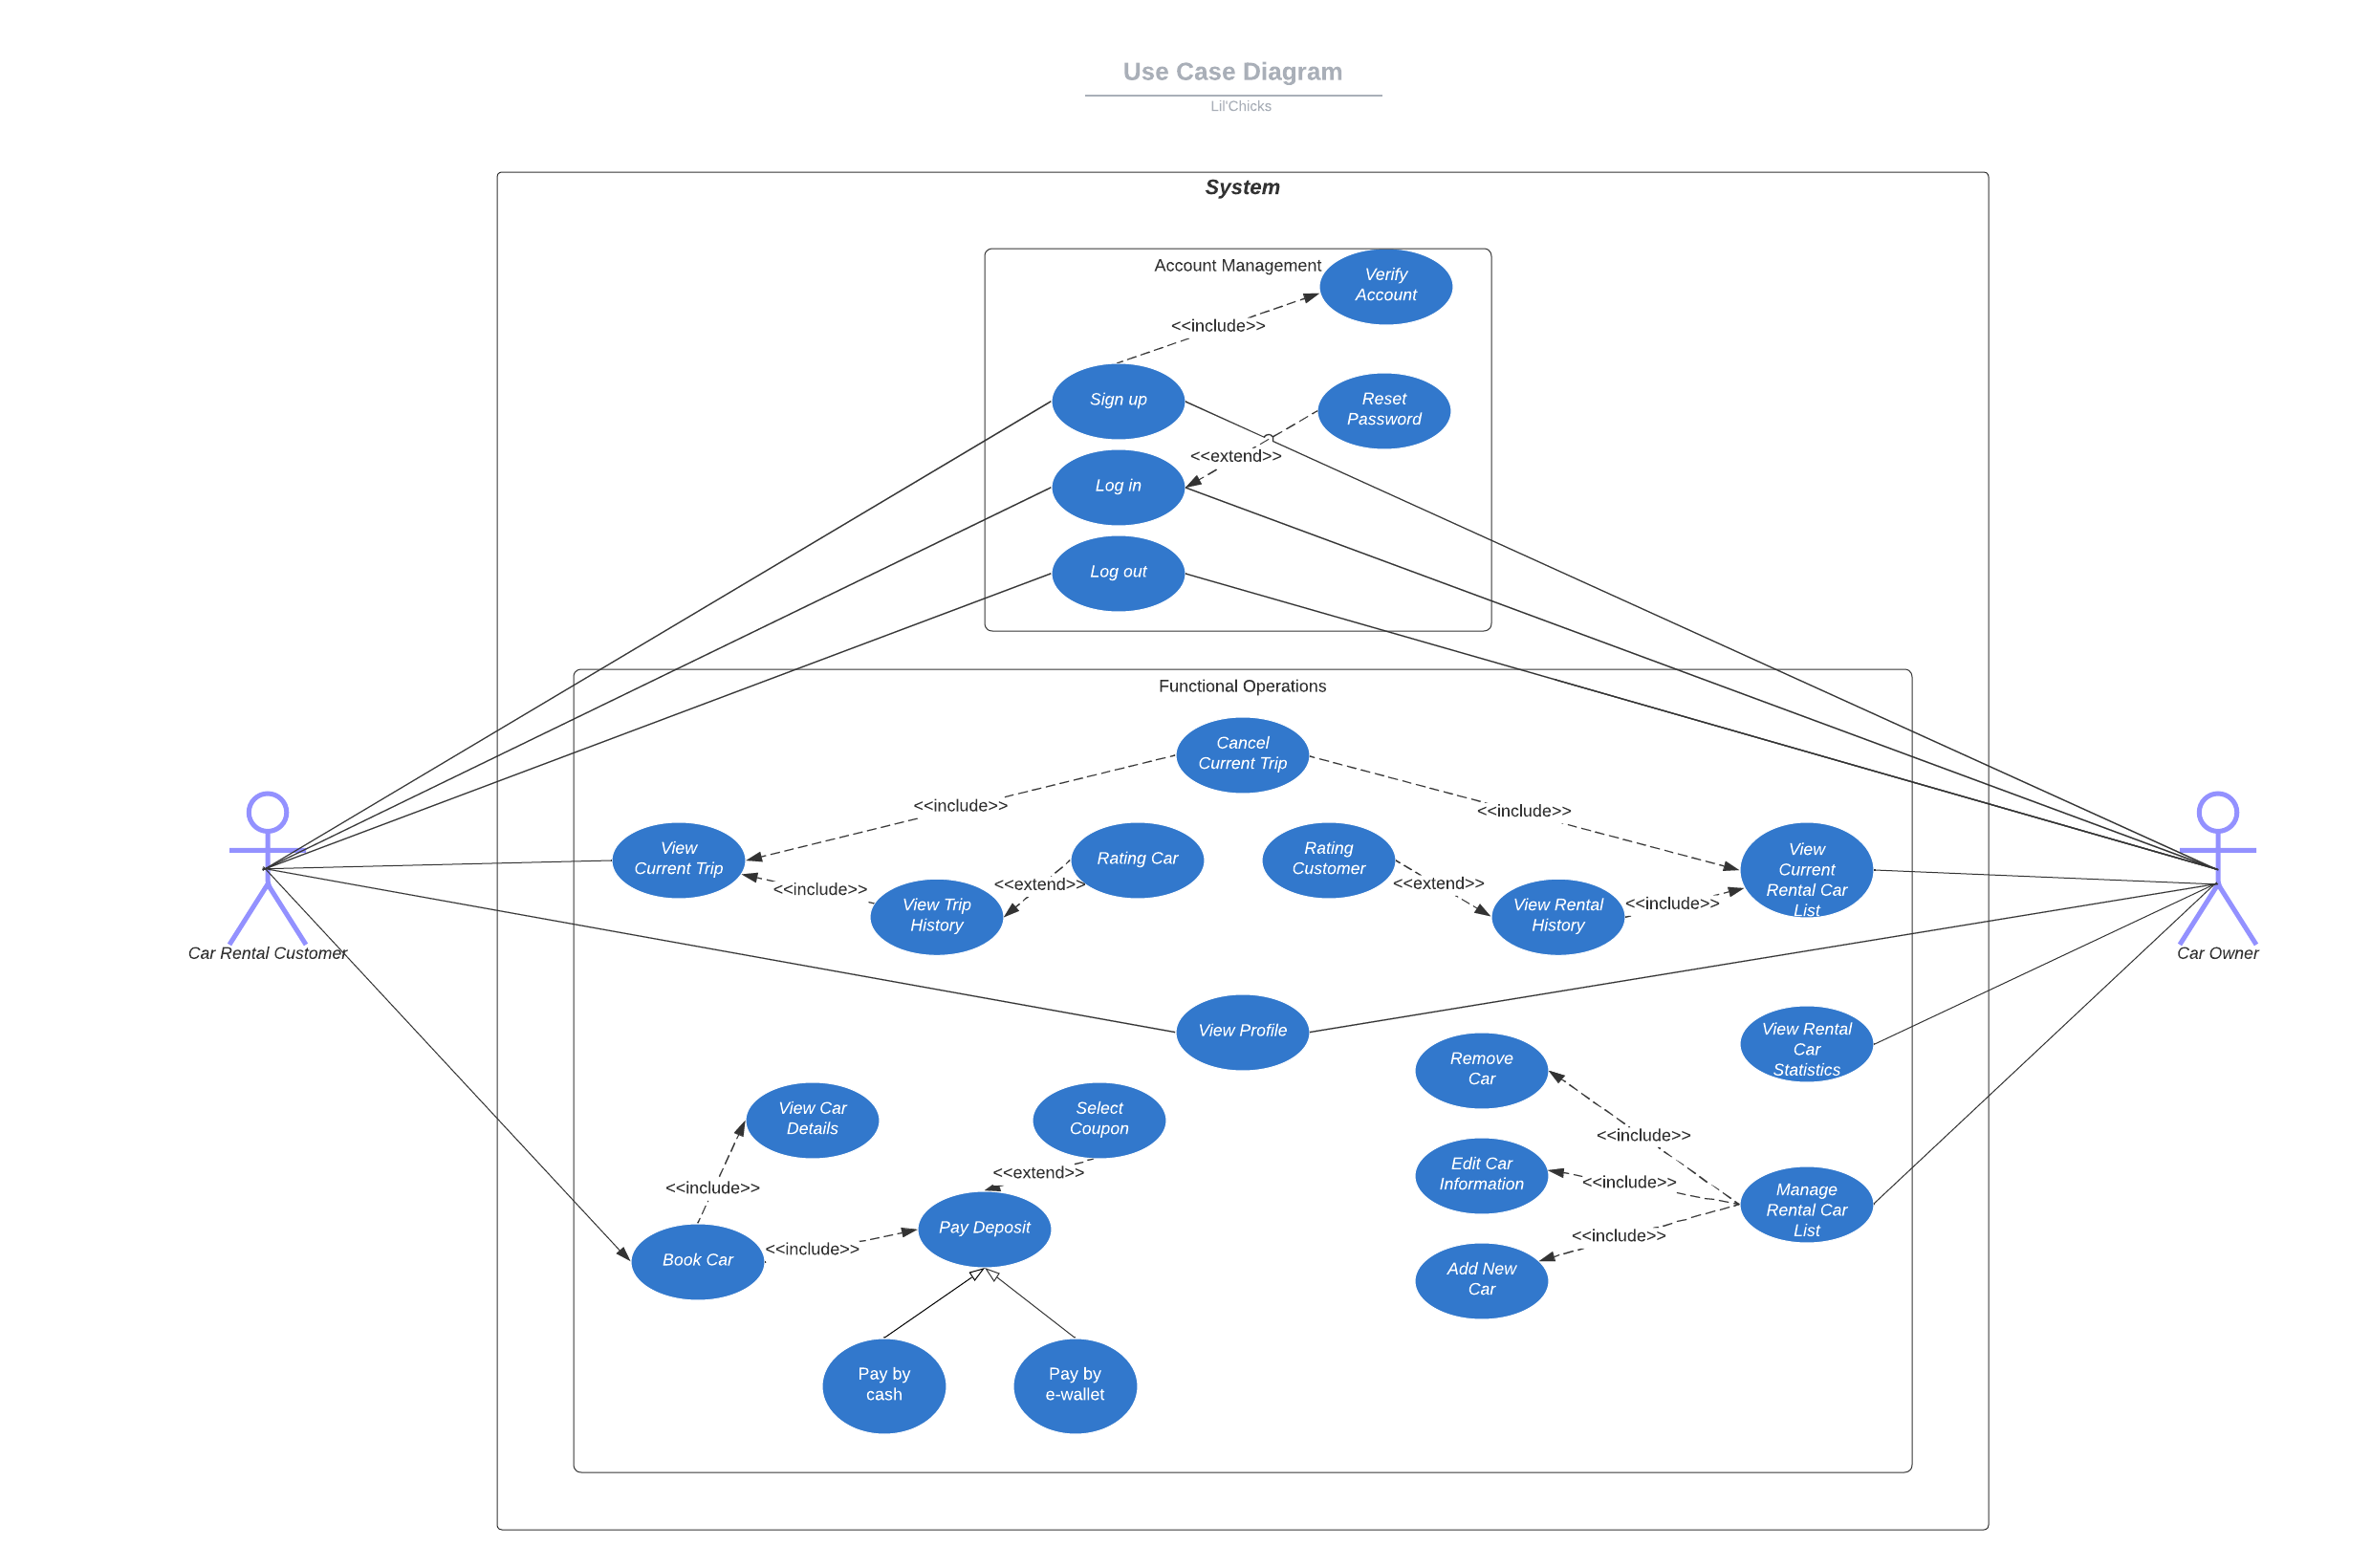 Use Case Diagram
Lil'Chicks
System
Account Management
Verify
Account
<<include>>
Sign up
Reset
Password
<<extend>>
Log in
Log out
Functional Operations
Cancel
Current Trip
<<include>>
<<include>>
View
Current Trip
Rating Car
Rating
Customer
View
Current
Rental Car
List
<<include>>
<<extend>>
<<extend>>
<<include>>
View Trip
History
View Rental
History
Car Rental Customer
Car Owner
View Profile
View Rental
Car
Statistics
Remove
Car
View Car
Details
Select
Coupon
<<include>>
<<extend>>
Edit Car
Information
<<include>>
<<include>>
Manage
Rental Car
List
Pay Deposit
<<include>>
Book Car
<<include>>
Add New
Car
Pay by
cash
Pay by
e-wallet